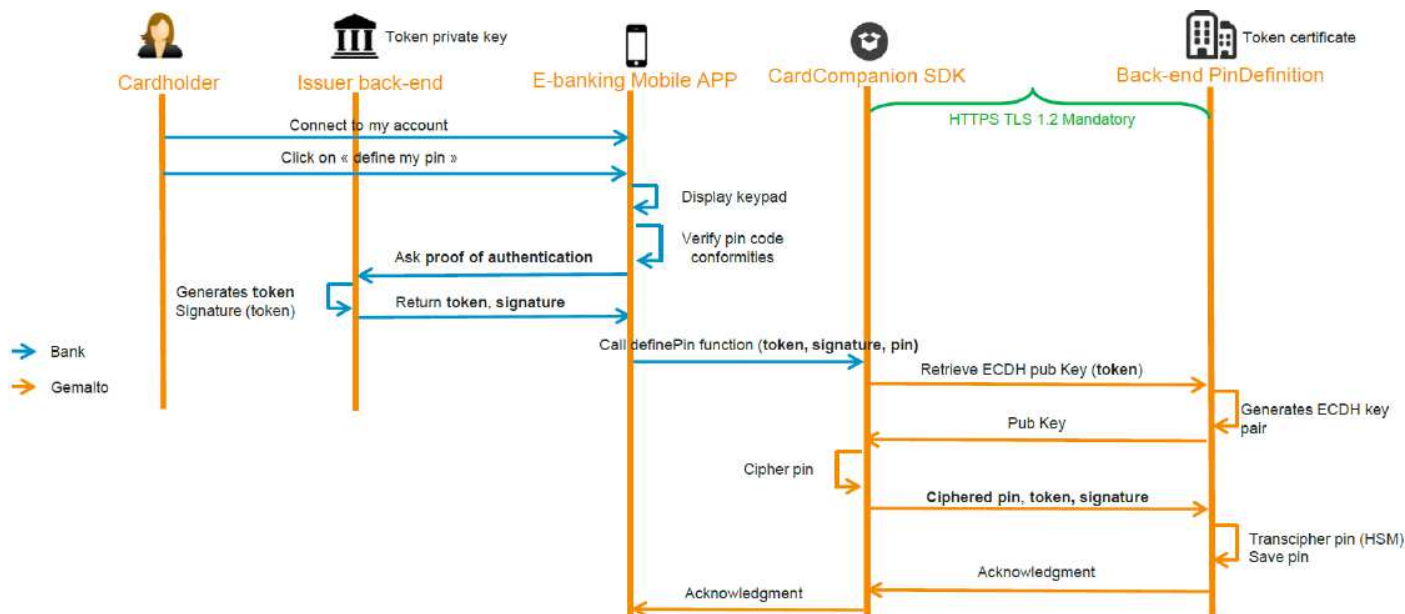 Token private key
Token certificate
Cardholder
Issuer back-end
E-banking Mobile APP
CardCompanion SDK
Back-end PinDefinition
HTTPS TLS 1.2 Mandatory
Connect to my account
Click on « define my pin »
Display keypad
Verify pin code
conformities
Ask proof of authentication
Generates token
Signature (token)
Return token, signature
Bank
Gemalto
Call definePin function (token, signature, pin)
Retrieve ECDH pub Key (token)
Generates ECDH key
pair
Pub Key
Cipher pin
Ciphered pin, token, signature
Transcipher pin (HSM)
Save pin
Acknowledgment
Acknowledgment